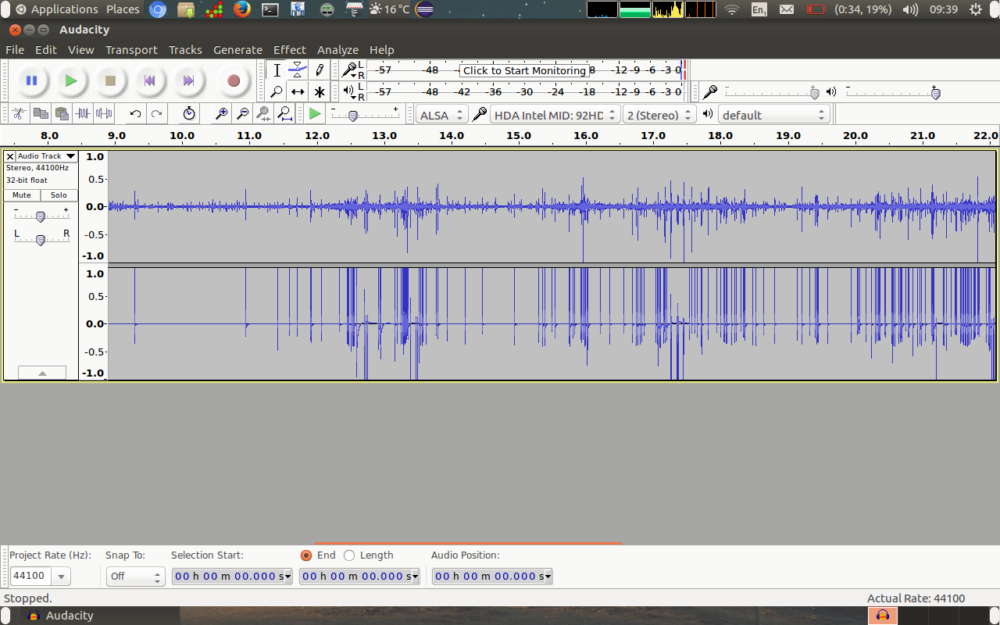 Applications Places 16 °C En1 (0:34, 19%) 09:39
Audacity
File Edit View Transport Tracks Generate Effect Analyze Help
L R -57 -48 Click to Start Monitoring 8 -12 -9 -6 -3 0
L R -57 -48 -42 -36 -30 -24 -18 -12 -9 -6 -3 0
ALSA HDA Intel MID: 92HD 2 (Stereo) default
8.0 9.0 10.0 11.0 12.0 13.0 14.0 15.0 16.0 17.0 18.0 19.0 20.0 21.0 22.0
Audio Track
Stereo, 44100Hz
32-bit float
Mute Solo
- +
L R
1.0
0.5
0.0
-0.5
-1.0
1.0
0.5
0.0
-0.5
-1.0
Project Rate (Hz): Snap To: Selection Start: End Length Audio Position:
44100 Off 00 h 00 m 00.000 s 00 h 00 m 00.000 s 00 h 00 m 00.000 s
Stopped. Actual Rate: 44100
Audacity